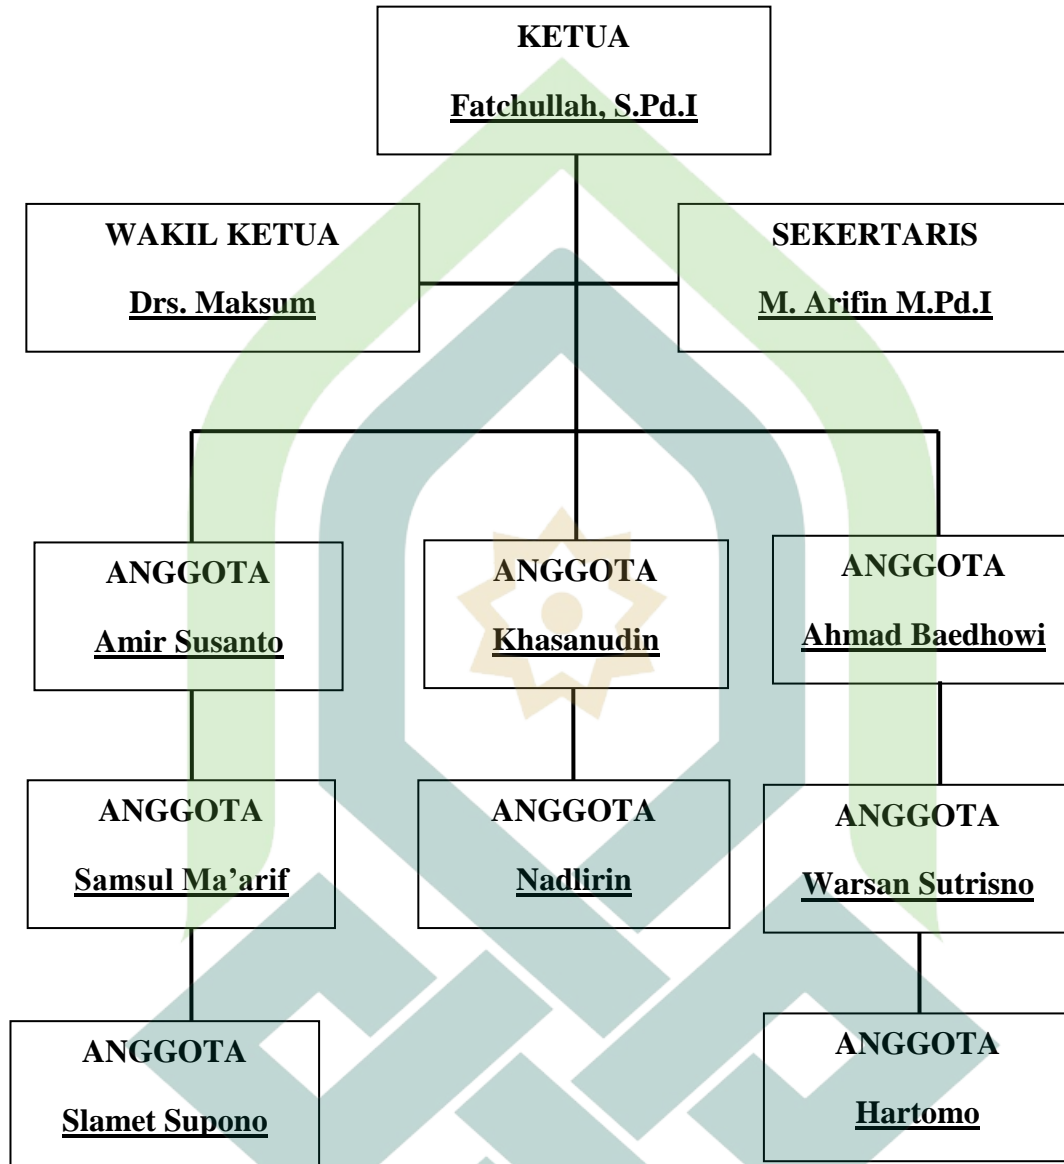 KETUA
Fatchullah, S.Pd.I
WAKIL KETUA
Drs. Maksum
SEKERTARIS
M. Arifin M.Pd.I
ANGGOTA
Amir Susanto
ANGGOTA
Khasanudin
ANGGOTA
Ahmad Baedhowi
ANGGOTA
Samsul Ma’arif
ANGGOTA
Nadlirin
ANGGOTA
Warsan Sutrisno
ANGGOTA
Slamet Supono
ANGGOTA
Hartomo